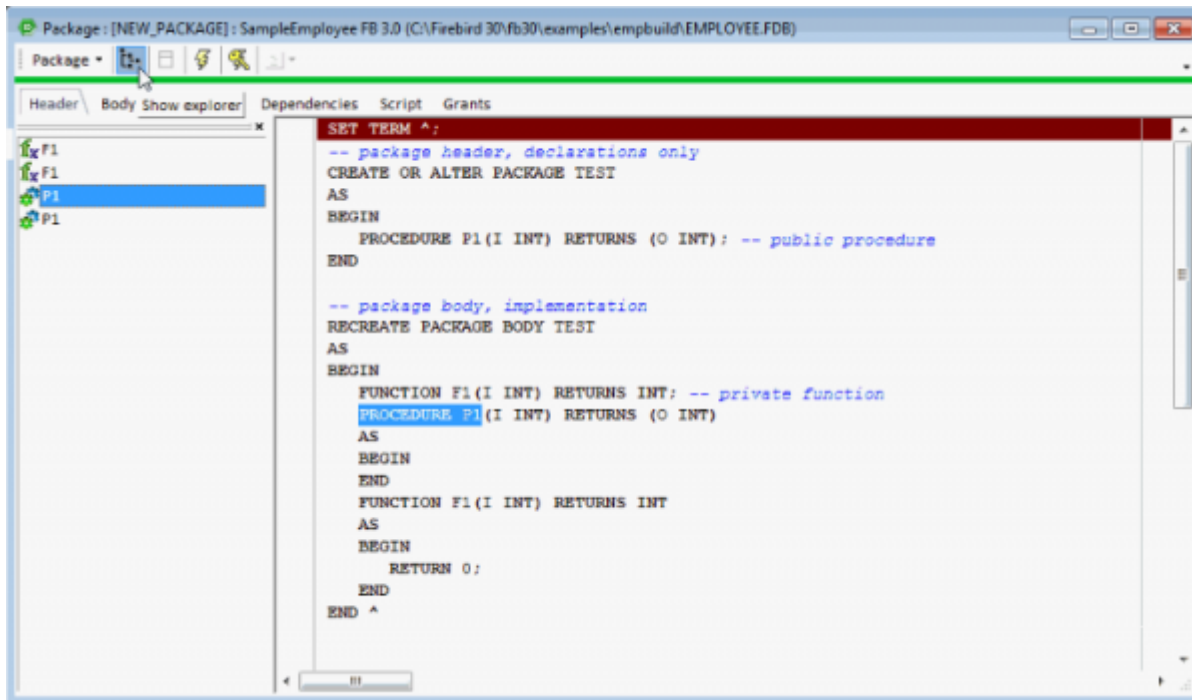 Package : [NEW_PACKAGE] : SampleEmployee FB 3.0 (C:\Firebird 30\fb30\examples\empbuild\EMPLOYEE.FDB)
Package
Header Body Show explorer Dependencies Script Grants
F1
F1
P1
P1
SET TERM ^;
-- package header, declarations only
CREATE OR ALTER PACKAGE TEST
AS
BEGIN
PROCEDURE P1(I INT) RETURNS (O INT); -- public procedure
END
-- package body, implementation
RECREATE PACKAGE BODY TEST
AS
BEGIN
FUNCTION F1(I INT) RETURNS INT; -- private function
PROCEDURE P1(I INT) RETURNS (O INT)
AS
BEGIN
END
FUNCTION F1(I INT) RETURNS INT
AS
BEGIN
RETURN 0;
END
END ^